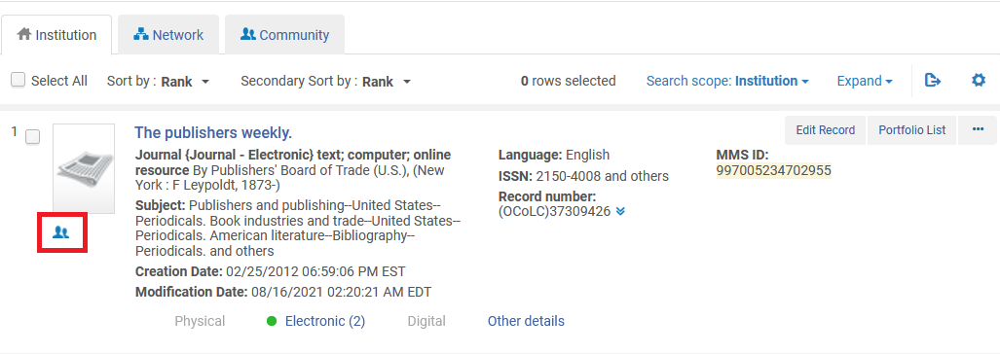 Institution Network Community
Select All Sort by : Rank Secondary Sort by : Rank 0 rows selected Search scope: Institution Expand
1 The publishers weekly. Edit Record Portfolio List ...
Journal {Journal - Electronic} text; computer; online
resource By Publishers' Board of Trade (U.S.), (New
York : F Leypoldt, 1873-)
Subject: Publishers and publishing--United States--
Periodicals. Book industries and trade--United States--
Periodicals. American literature--Bibliography--
Periodicals. and others
Creation Date: 02/25/2012 06:59:06 PM EST
Modification Date: 08/16/2021 02:20:21 AM EDT
Language: English
ISSN: 2150-4008 and others
Record number:
(OCoLC)37309426
MMS ID:
997005234702955
Physical Electronic (2) Digital Other details